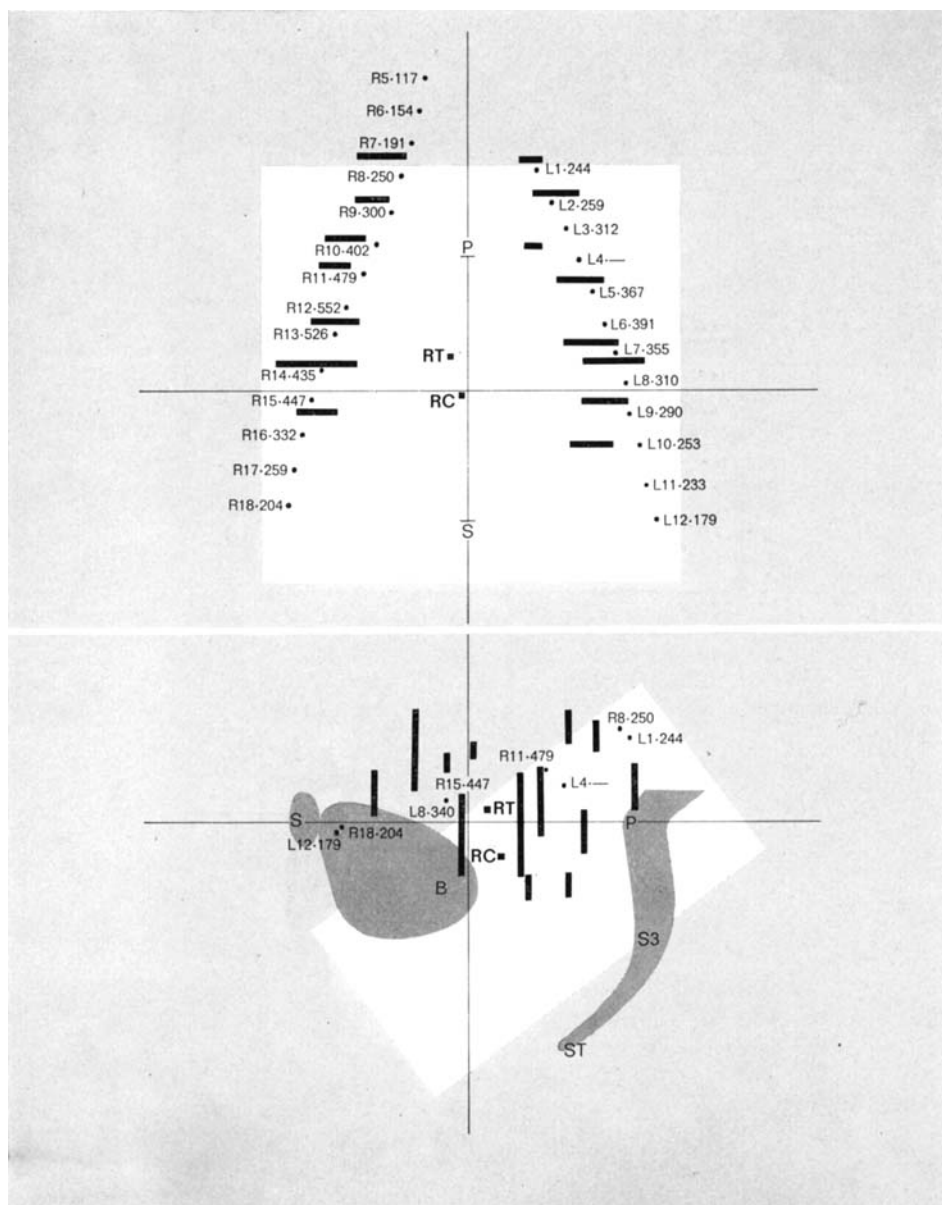 R5·117
R6·154
R7·191
L1·244
R8·250
L2·259
R9·300
L3·312
R10·402
P
L4·—
R11·479
L5·367
R12·552
L6·391
R13·526
L7·355
RT
R14·435
L8·310
R15·447
RC
L9·290
R16·332
L10·253
R17·259
L11·233
R18·204
L12·179
S
R8·250
L1·244
R11·479
R15·447
L4·—
L8·340
RT
S
P
R18·204
L12·179
RC
B
S3
ST